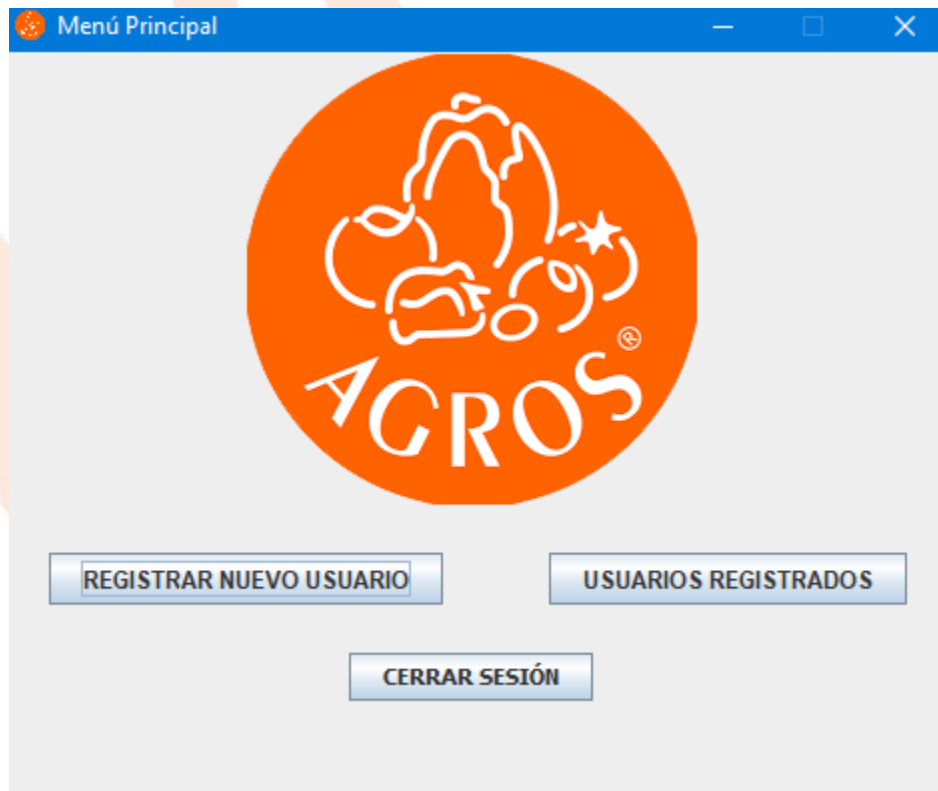 Menú Principal
AGROS®
REGISTRAR NUEVO USUARIO
USUARIOS REGISTRADOS
CERRAR SESIÓN